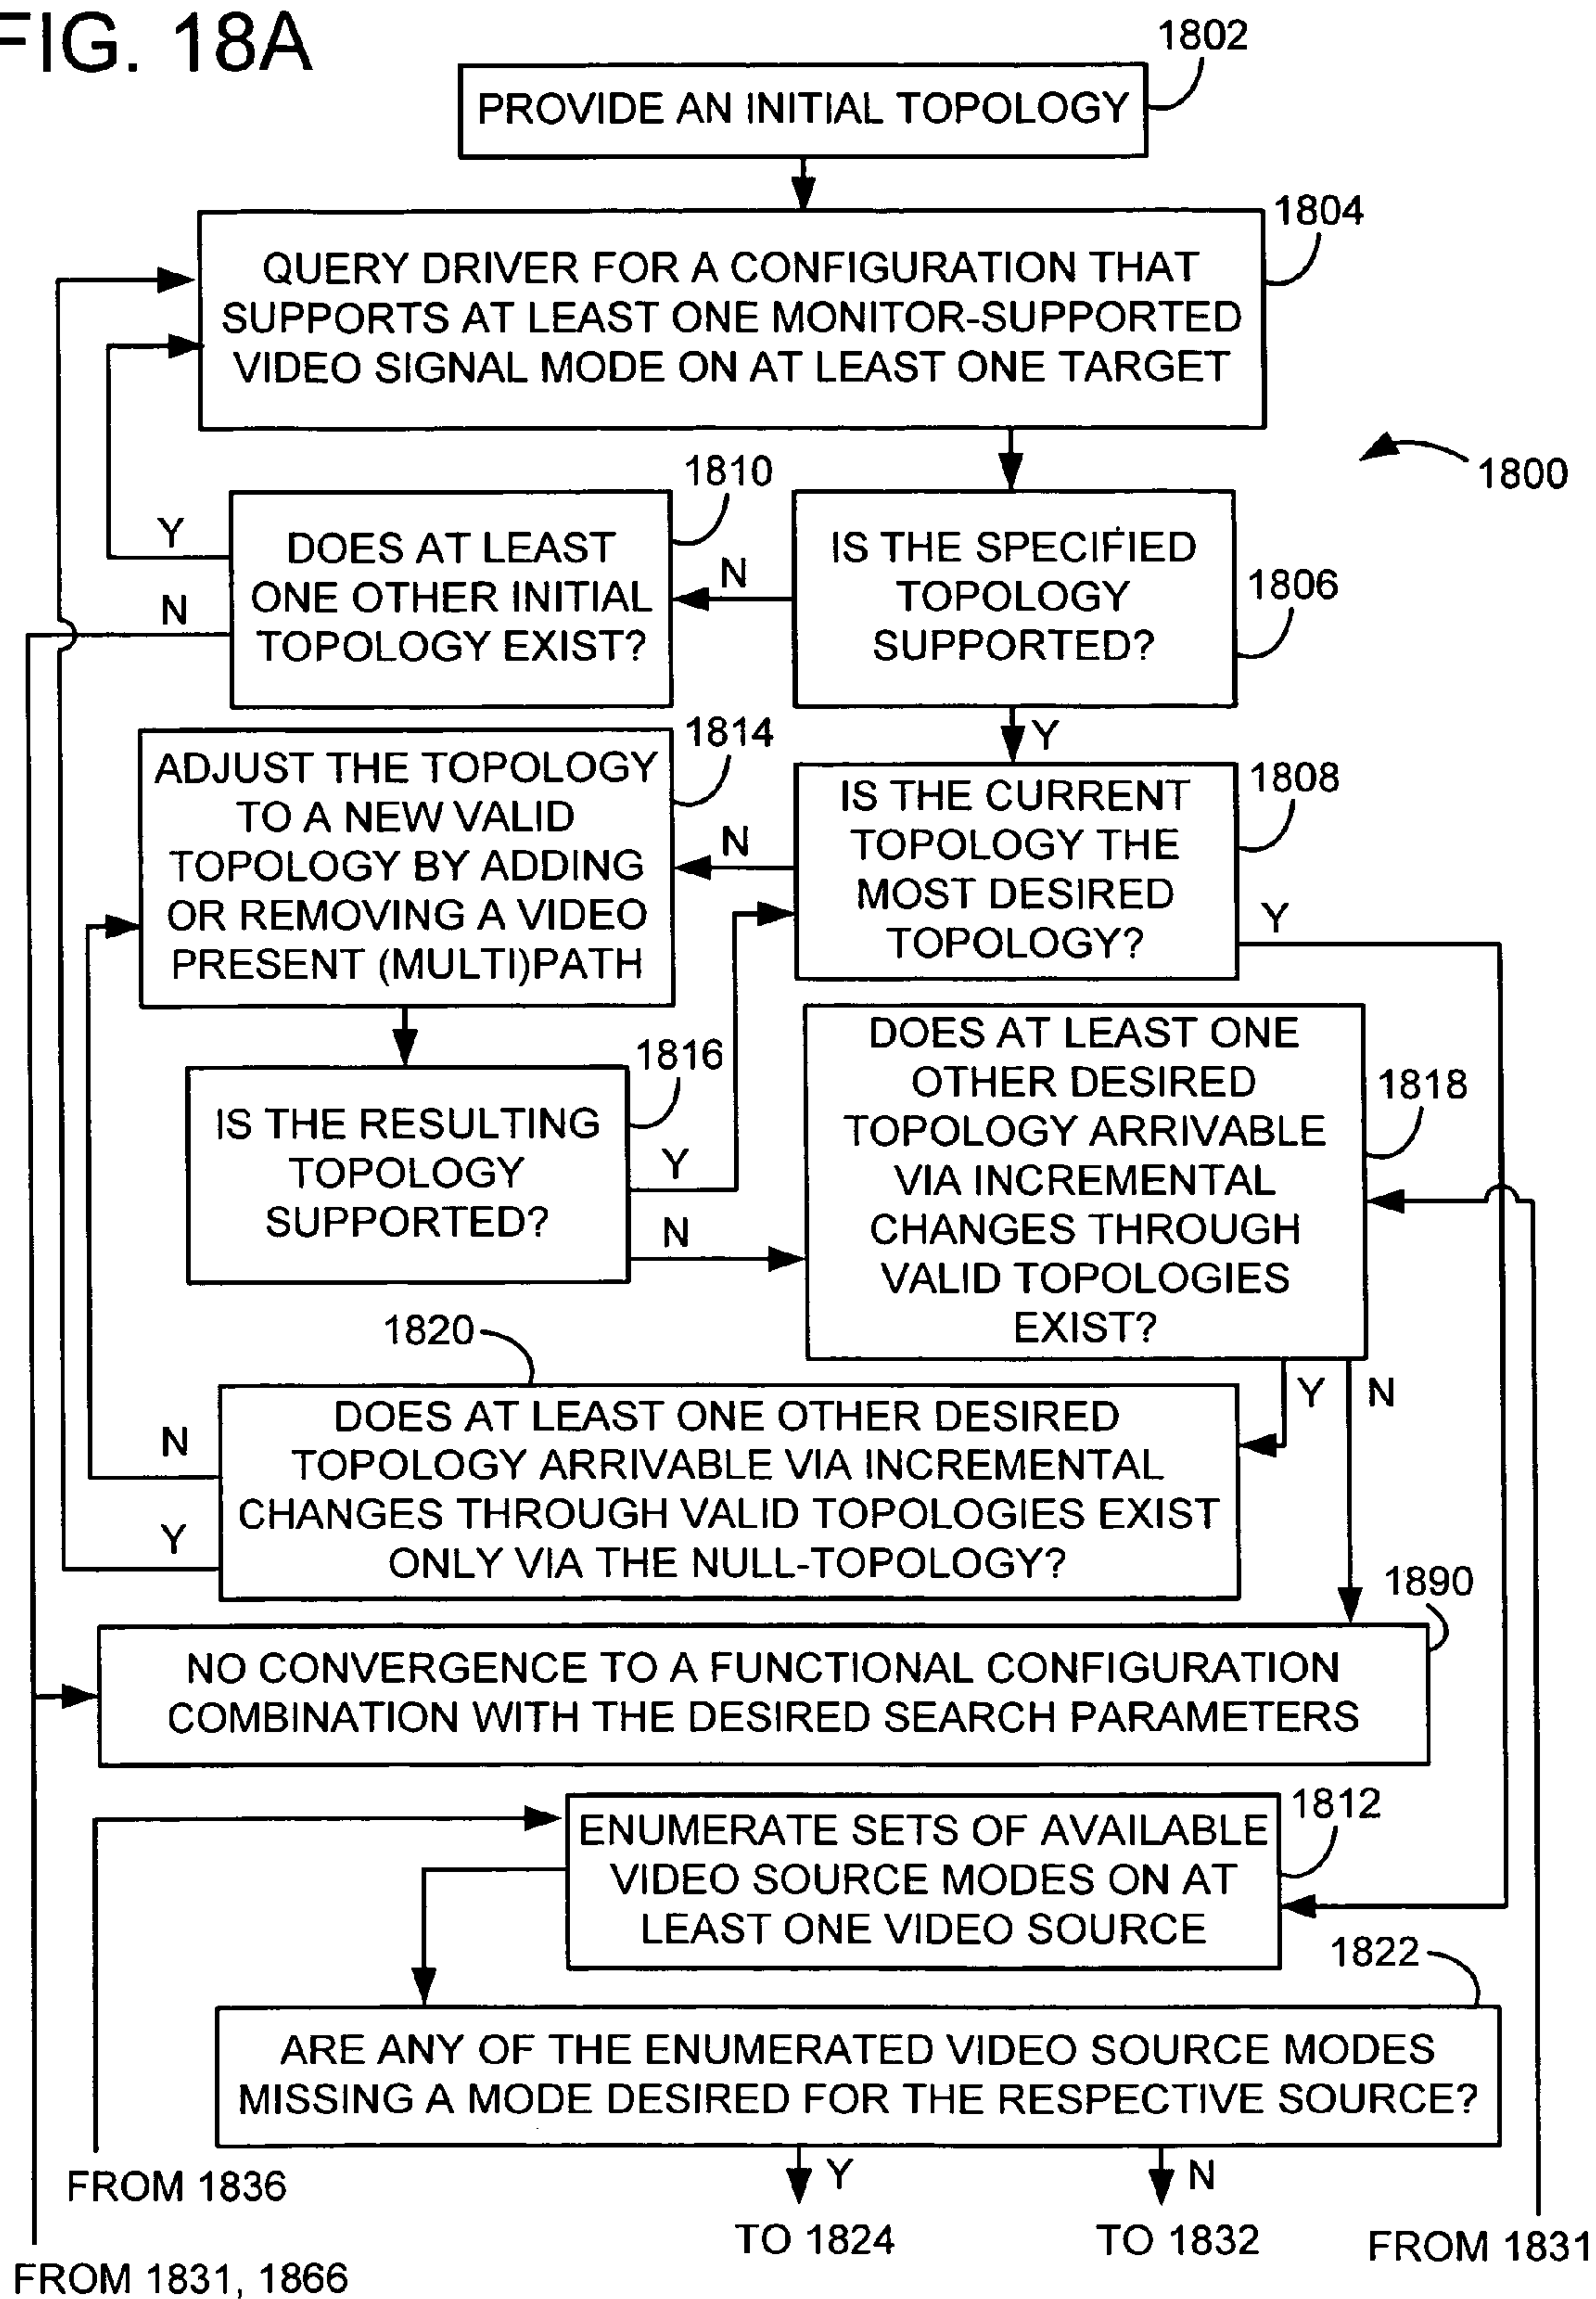 FIG. 18A
1802
PROVIDE AN INITIAL TOPOLOGY
1804
QUERY DRIVER FOR A CONFIGURATION THAT
SUPPORTS AT LEAST ONE MONITOR-SUPPORTED
VIDEO SIGNAL MODE ON AT LEAST ONE TARGET
1800
1810
Y
N
DOES AT LEAST
ONE OTHER INITIAL
TOPOLOGY EXIST?
N
IS THE SPECIFIED
TOPOLOGY
SUPPORTED?
1806
Y
1814
ADJUST THE TOPOLOGY
TO A NEW VALID
TOPOLOGY BY ADDING
OR REMOVING A VIDEO
PRESENT (MULTI)PATH
N
1808
IS THE CURRENT
TOPOLOGY THE
MOST DESIRED
TOPOLOGY?
Y
1816
IS THE RESULTING
TOPOLOGY
SUPPORTED?
Y
N
DOES AT LEAST ONE
OTHER DESIRED
TOPOLOGY ARRIVABLE
VIA INCREMENTAL
CHANGES THROUGH
VALID TOPOLOGIES
EXIST?
1818
Y
N
1820
DOES AT LEAST ONE OTHER DESIRED
TOPOLOGY ARRIVABLE VIA INCREMENTAL
CHANGES THROUGH VALID TOPOLOGIES EXIST
ONLY VIA THE NULL-TOPOLOGY?
N
Y
1890
NO CONVERGENCE TO A FUNCTIONAL CONFIGURATION
COMBINATION WITH THE DESIRED SEARCH PARAMETERS
1812
ENUMERATE SETS OF AVAILABLE
VIDEO SOURCE MODES ON AT
LEAST ONE VIDEO SOURCE
1822
ARE ANY OF THE ENUMERATED VIDEO SOURCE MODES
MISSING A MODE DESIRED FOR THE RESPECTIVE SOURCE?
Y
N
FROM 1836
TO 1824
TO 1832
FROM 1831
FROM 1831, 1866